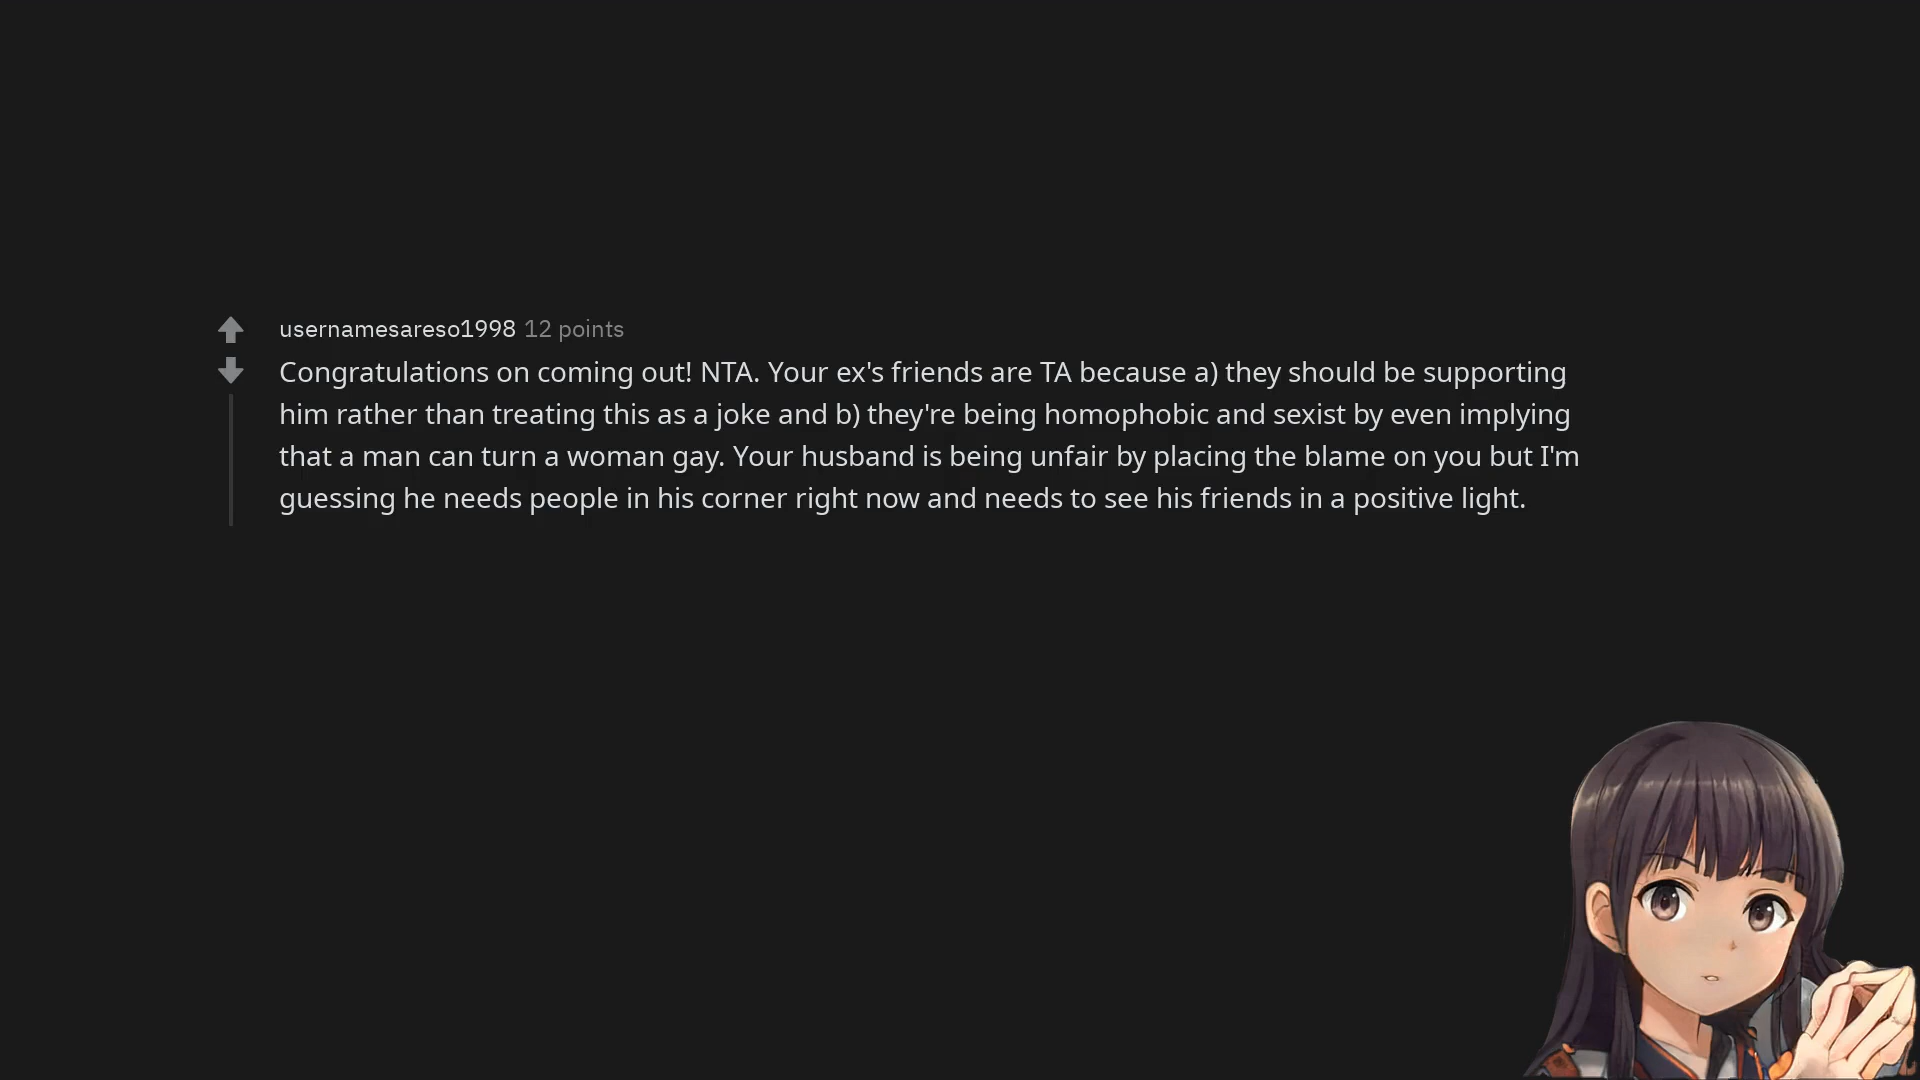 usernamesareso1998 12 points
Congratulations on coming out! NTA. Your ex's friends are TA because a) they should be supporting
him rather than treating this as a joke and b) they're being homophobic and sexist by even implying
that a man can turn a woman gay. Your husband is being unfair by placing the blame on you but I'm
guessing he needs people in his corner right now and needs to see his friends in a positive light.